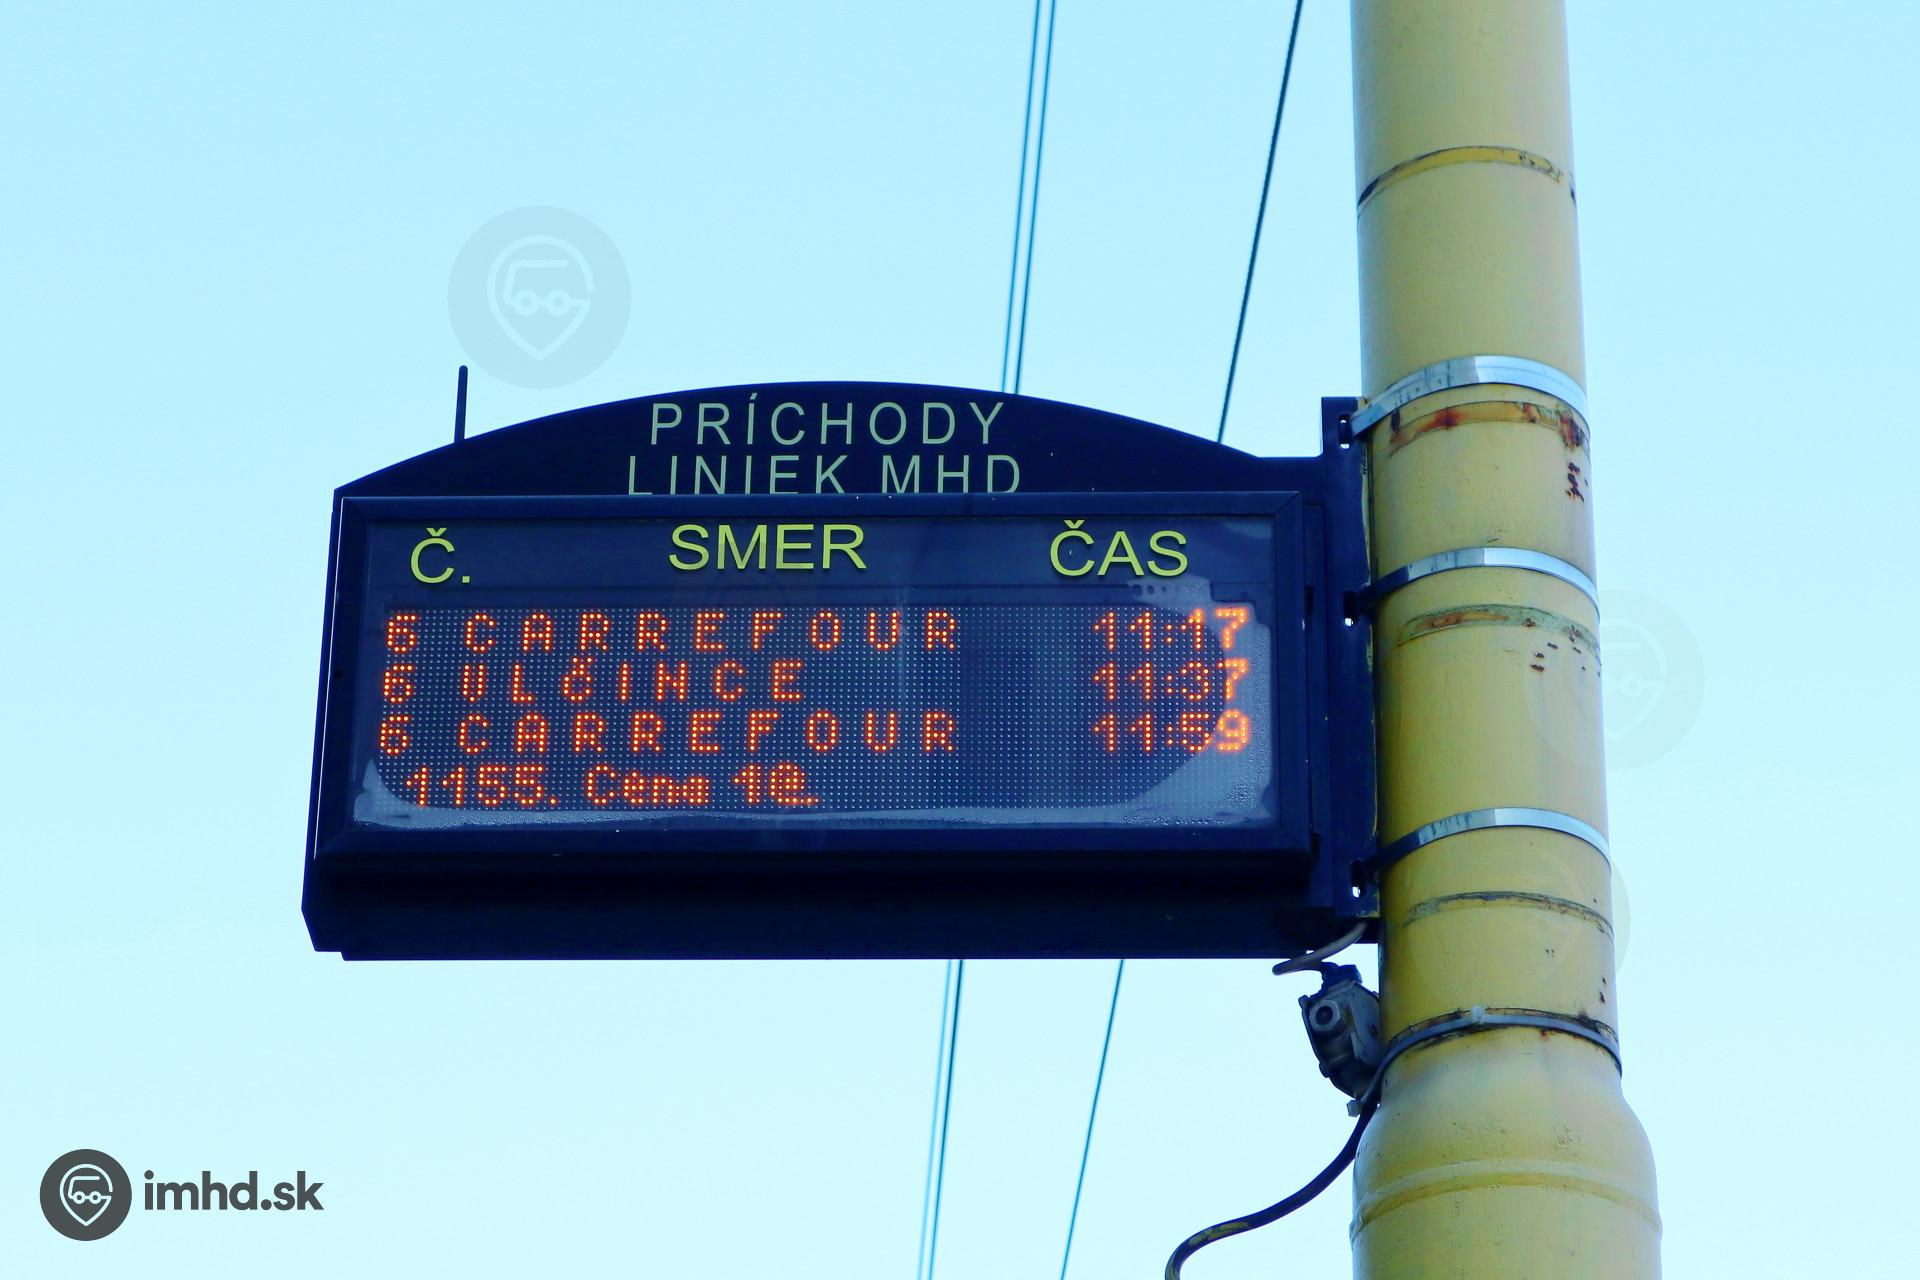 PRÍCHODY
LINIEK MHD
Č. SMER ČAS
6 CARREFOUR 11:17
6 ULČINCE 11:37
6 CARREFOUR 11:59
1155. Cena 1@.
imhd.sk